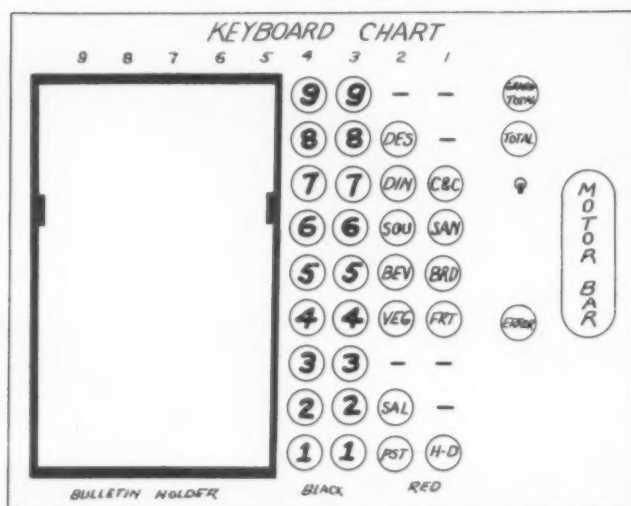 KEYBOARD CHART
9 8 7 6 5 4 3 2 1
9 9 – – GRAND TOTAL
8 8 DES – TOTAL
7 7 DIN C&C
6 6 SOU SAN
5 5 BEV BRD
4 4 VEG FRT ERROR
3 3 – –
2 2 SAL –
1 1 PST H-D
MOTOR BAR
BULLETIN HOLDER BLACK RED